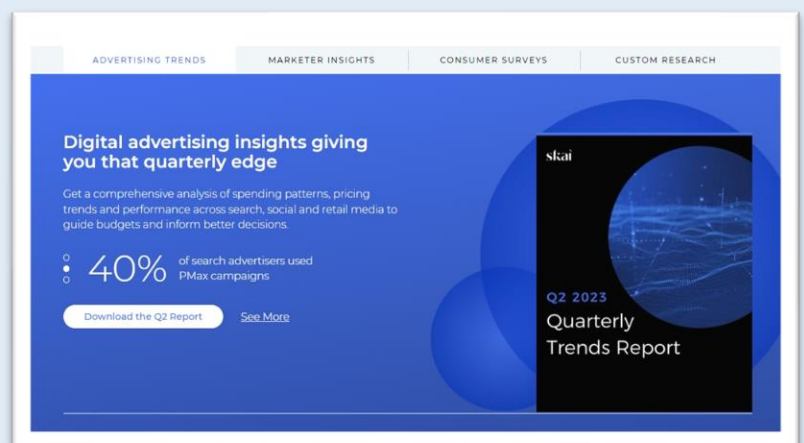 ADVERTISING TRENDS
MARKETER INSIGHTS
CONSUMER SURVEYS
CUSTOM RESEARCH
Digital advertising insights giving
you that quarterly edge
Get a comprehensive analysis of spending patterns, pricing
trends and performance across search, social and retail media to
guide budgets and inform better decisions.
40%
of search advertisers used
PMax campaigns
Download the Q2 Report
See More
skai
Q2 2023
Quarterly
Trends Report